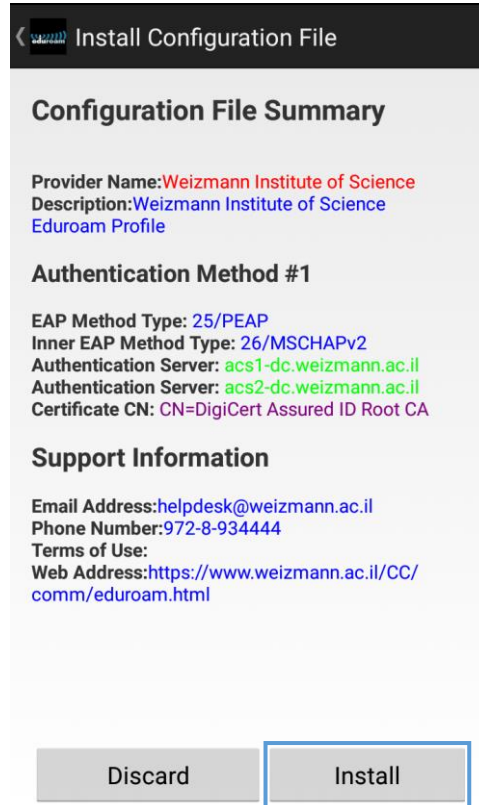 eduroam Install Configuration File
Configuration File Summary
Provider Name:Weizmann Institute of Science
Description:Weizmann Institute of Science
Eduroam Profile
Authentication Method #1
EAP Method Type: 25/PEAP
Inner EAP Method Type: 26/MSCHAPv2
Authentication Server: acs1-dc.weizmann.ac.il
Authentication Server: acs2-dc.weizmann.ac.il
Certificate CN: CN=DigiCert Assured ID Root CA
Support Information
Email Address:helpdesk@weizmann.ac.il
Phone Number:972-8-934444
Terms of Use:
Web Address:https://www.weizmann.ac.il/CC/
comm/eduroam.html
Discard Install